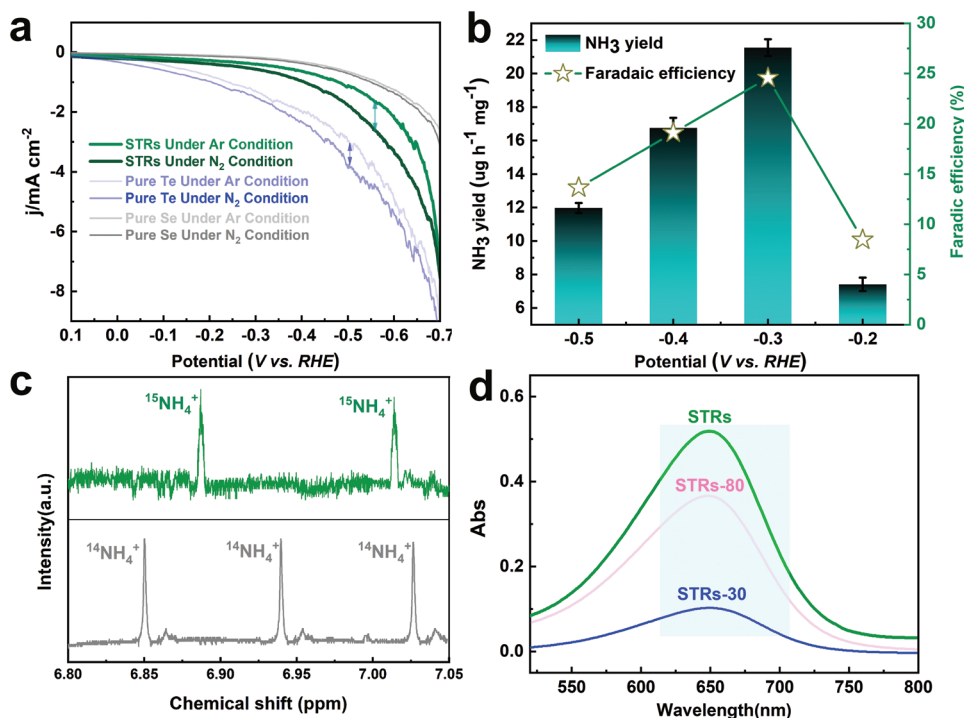 a
0
-2
-4
-6
-8
j/mA cm⁻²
STRs Under Ar Condition
STRs Under N₂ Condition
Pure Te Under Ar Condition
Pure Te Under N₂ Condition
Pure Se Under Ar Condition
Pure Se Under N₂ Condition
0.1 0.0 -0.1 -0.2 -0.3 -0.4 -0.5 -0.6 -0.7
Potential (V vs. RHE)
b
22
20
18
16
14
12
10
8
6
NH3 yield (ug h⁻¹ mg⁻¹)
NH3 yield
Faradaic efficiency
30
25
20
15
10
5
0
Faradic efficiency (%)
-0.5 -0.4 -0.3 -0.2
Potential (V vs. RHE)
c
¹⁵NH₄⁺ ¹⁵NH₄⁺
¹⁴NH₄⁺ ¹⁴NH₄⁺ ¹⁴NH₄⁺
Intensity(a.u.)
6.80 6.85 6.90 6.95 7.00 7.05
Chemical shift (ppm)
d
0.6
0.4
0.2
0.0
Abs
STRs
STRs-80
STRs-30
550 600 650 700 750 800
Wavelength(nm)